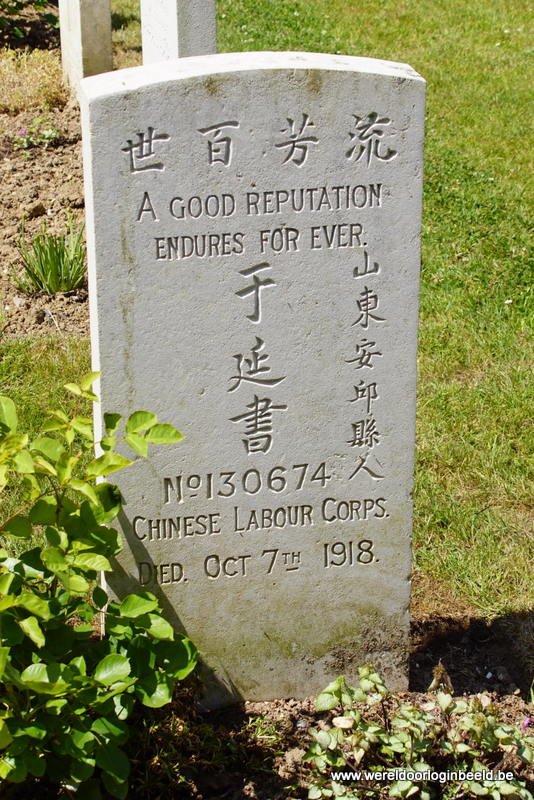 流芳百世
A GOOD REPUTATION
ENDURES FOR EVER.
山東安邱縣人
于延書
No 130674
CHINESE LABOUR CORPS.
DIED. OCT 7TH 1918.
www.wereldoorloginbeeld.be